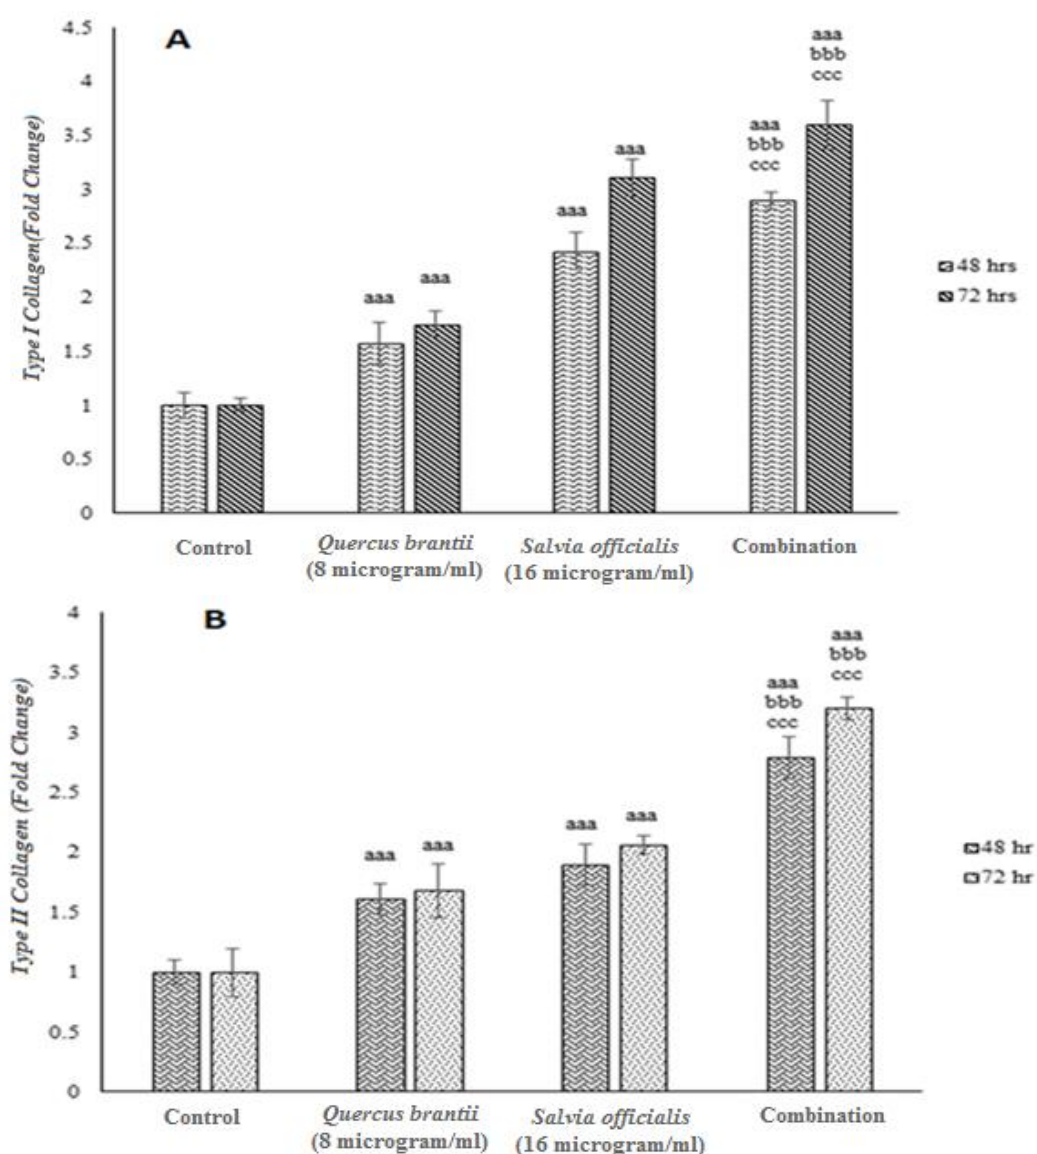 A
Type I Collagen(Fold Change)
4.5
4
3.5
3
2.5
2
1.5
1
0.5
0
aaa
aaa
aaa
aaa
aaa
bbb
ccc
aaa
bbb
ccc
48 hrs
72 hrs
Control
Quercus brantii
(8 microgram/ml)
Salvia officialis
(16 microgram/ml)
Combination
B
Type II Collagen (Fold Change)
4
3.5
3
2.5
2
1.5
1
0.5
0
aaa
aaa
aaa
aaa
aaa
bbb
ccc
aaa
bbb
ccc
48 hr
72 hr
Control
Quercus brantii
(8 microgram/ml)
Salvia officialis
(16 microgram/ml)
Combination